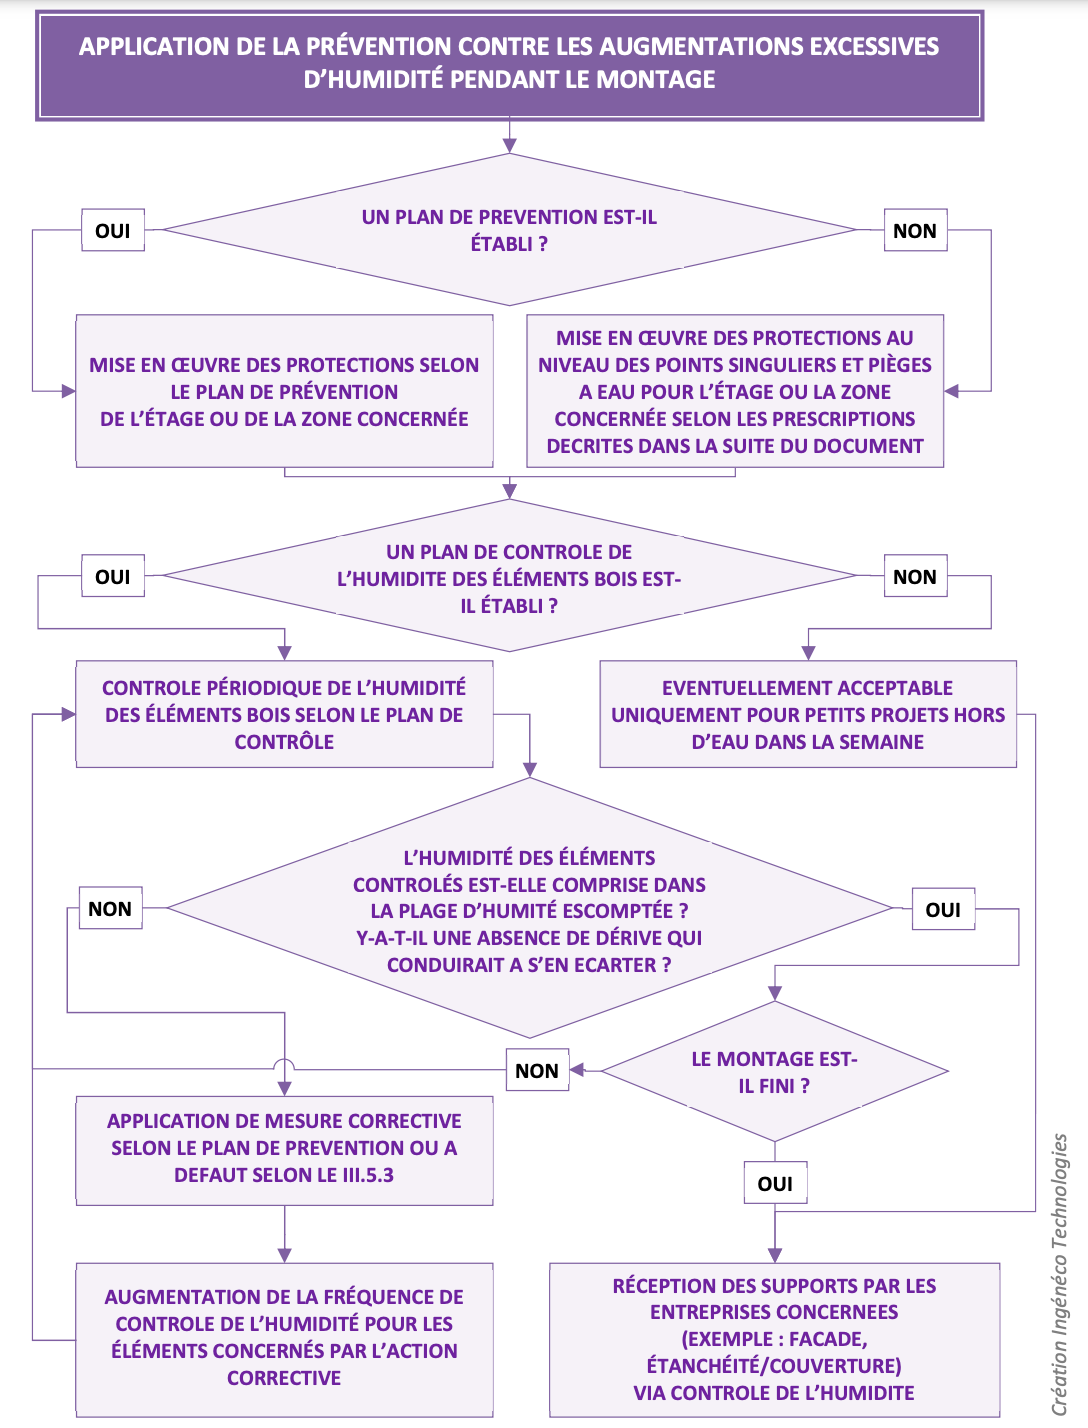 APPLICATION DE LA PRÉVENTION CONTRE LES AUGMENTATIONS EXCESSIVES
D’HUMIDITÉ PENDANT LE MONTAGE
UN PLAN DE PREVENTION EST-IL
ÉTABLI ?
OUI
NON
MISE EN ŒUVRE DES PROTECTIONS SELON
LE PLAN DE PRÉVENTION
DE L’ÉTAGE OU DE LA ZONE CONCERNÉE
MISE EN ŒUVRE DES PROTECTIONS AU
NIVEAU DES POINTS SINGULIERS ET PIÈGES
A EAU POUR L’ÉTAGE OU LA ZONE
CONCERNÉE SELON LES PRESCRIPTIONS
DECRITES DANS LA SUITE DU DOCUMENT
UN PLAN DE CONTROLE DE
L’HUMIDITE DES ÉLÉMENTS BOIS EST-
IL ÉTABLI ?
OUI
NON
CONTROLE PÉRIODIQUE DE L’HUMIDITÉ
DES ÉLÉMENTS BOIS SELON LE PLAN DE
CONTRÔLE
EVENTUELLEMENT ACCEPTABLE
UNIQUEMENT POUR PETITS PROJETS HORS
D’EAU DANS LA SEMAINE
L’HUMIDITÉ DES ÉLÉMENTS
CONTROLÉS EST-ELLE COMPRISE DANS
LA PLAGE D’HUMITÉ ESCOMPTÉE ?
Y-A-T-IL UNE ABSENCE DE DÉRIVE QUI
CONDUIRAIT A S’EN ECARTER ?
NON
OUI
LE MONTAGE EST-
IL FINI ?
NON
OUI
APPLICATION DE MESURE CORRECTIVE
SELON LE PLAN DE PREVENTION OU A
DEFAUT SELON LE III.5.3
AUGMENTATION DE LA FRÉQUENCE DE
CONTROLE DE L’HUMIDITÉ POUR LES
ÉLÉMENTS CONCERNÉS PAR L’ACTION
CORRECTIVE
RÉCEPTION DES SUPPORTS PAR LES
ENTREPRISES CONCERNEES
(EXEMPLE : FACADE,
ÉTANCHÉITÉ/COUVERTURE)
VIA CONTROLE DE L’HUMIDITE
Création Ingénéco Technologies